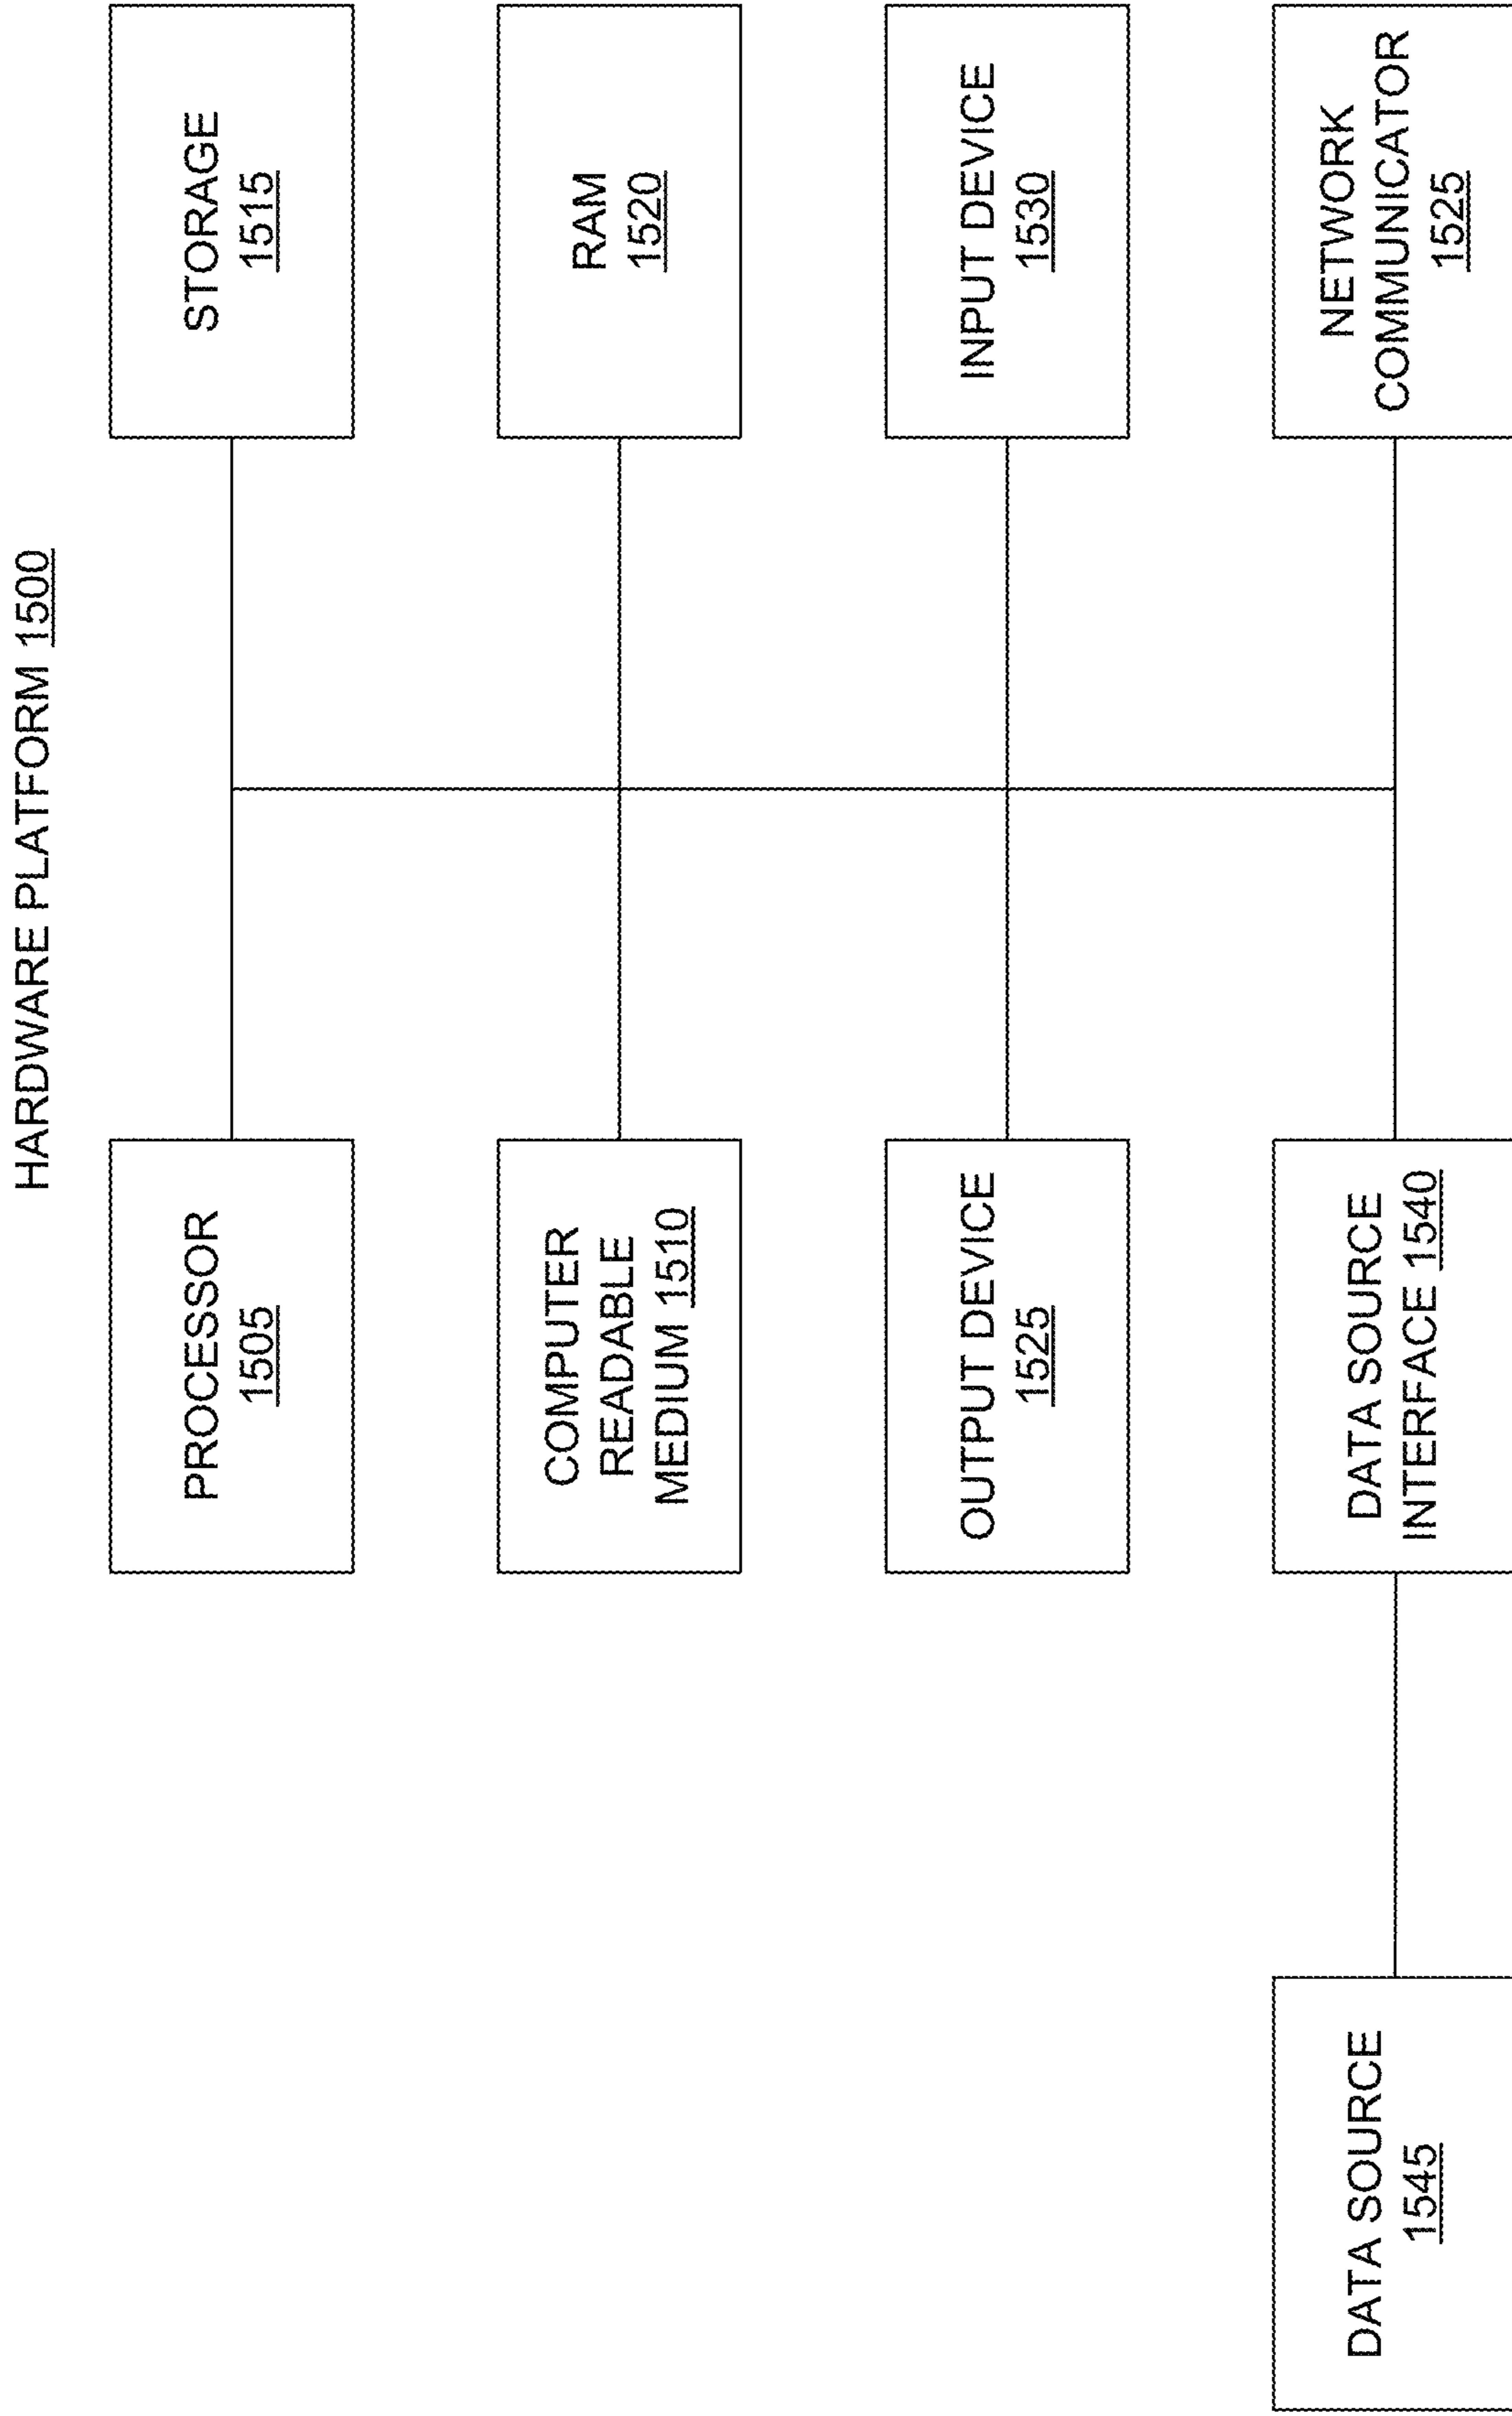 HARDWARE PLATFORM 1500
PROCESSOR
1505
STORAGE
1515
COMPUTER
READABLE
MEDIUM 1510
RAM
1520
OUTPUT DEVICE
1525
INPUT DEVICE
1530
DATA SOURCE
1545
DATA SOURCE
INTERFACE 1540
NETWORK
COMMUNICATOR
1525